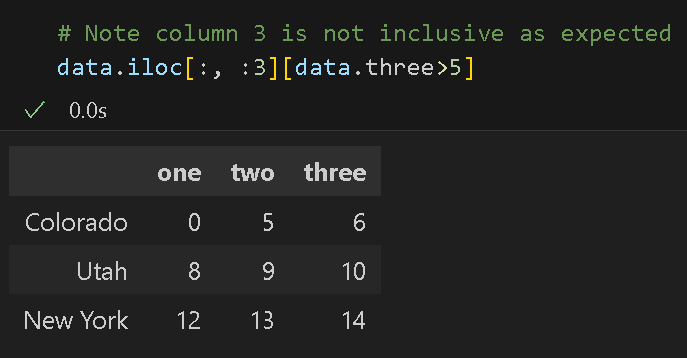 # Note column 3 is not inclusive as expected
data.iloc[:, :3][data.three>5]
0.0s
one two three
Colorado 0 5 6
Utah 8 9 10
New York 12 13 14